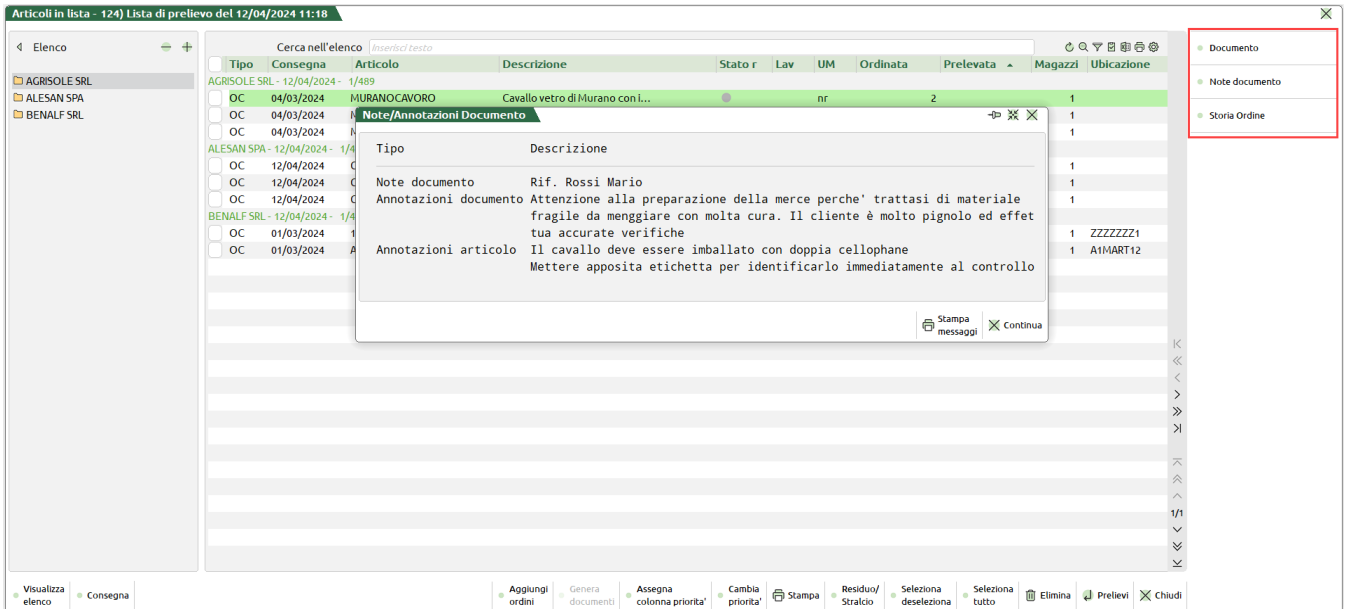 Articoli in lista - 124) Lista di prelievo del 12/04/2024 11:18
Elenco
AGRISOLE SRL
ALESAN SPA
BENALF SRL
Cerca nell'elenco Inserisci testo
Tipo Consegna Articolo Descrizione Stato r Lav UM Ordinata Prelevata Magazzi Ubicazione
AGRISOLE SRL - 12/04/2024 - 1/489
OC 04/03/2024 MURANOCAVORO Cavallo vetro di Murano con i... nr 2 1
OC 04/03/2024 1
OC 04/03/2024 1
ALESAN SPA - 12/04/2024 - 1/4
OC 12/04/2024 1
OC 12/04/2024 1
OC 12/04/2024 1
BENALF SRL - 12/04/2024 - 1/4
OC 01/03/2024 1 1 ZZZZZZZ1
OC 01/03/2024 A 1 A1MART12
Note/Annotazioni Documento
Tipo Descrizione
Note documento Rif. Rossi Mario
Annotazioni documento Attenzione alla preparazione della merce perche' trattasi di materiale
fragile da menggiare con molta cura. Il cliente è molto pignolo ed effet
tua accurate verifiche
Annotazioni articolo Il cavallo deve essere imballato con doppia cellophane
Mettere apposita etichetta per identificarlo immediatamente al controllo
Stampa
messaggi
Continua
Documento
Note documento
Storia Ordine
1/1
Visualizza
elenco
Consegna
Aggiungi
ordini
Genera
documenti
Assegna
colonna priorita'
Cambia
priorita'
Stampa
Residuo/
Stralcio
Seleziona
deseleziona
Seleziona
tutto
Elimina
Prelievi
Chiudi